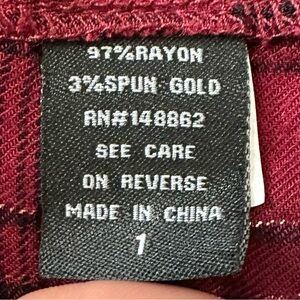 97%RAYON
3%SPUN GOLD
RN#148862
SEE CARE
ON REVERSE
MADE IN CHINA
1